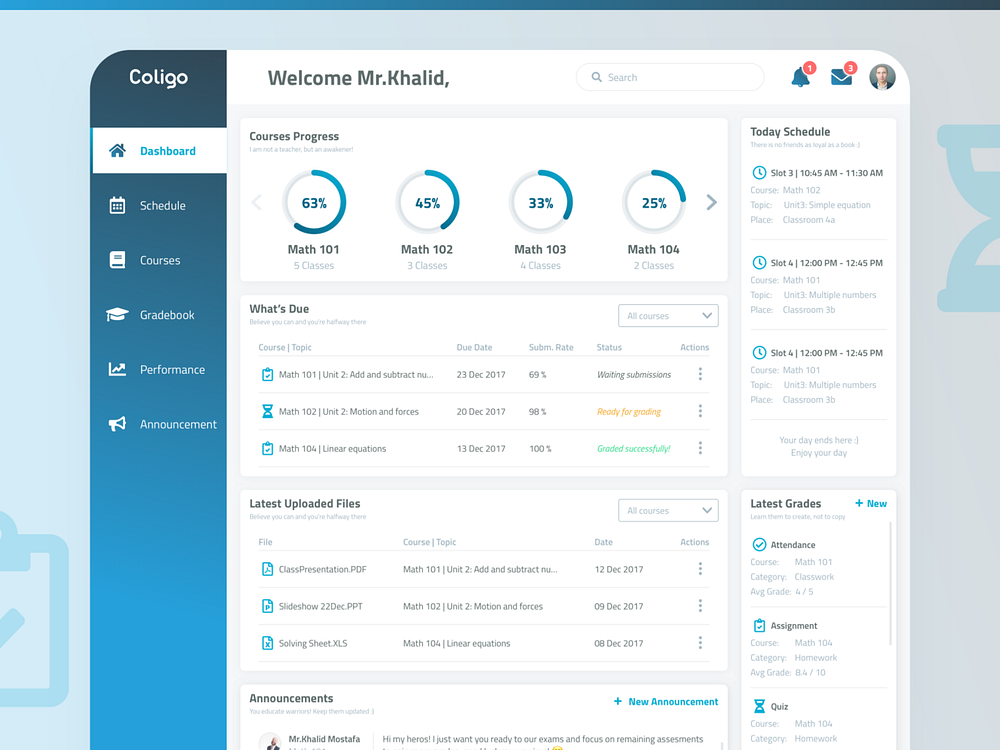 Coligo
Welcome Mr.Khalid,
Search
1
3
Dashboard
Schedule
Courses
Gradebook
Performance
Announcement
Courses Progress
I am not a teacher, but an awakener!
63% 45% 33% 25%
Math 101 Math 102 Math 103 Math 104
5 Classes 3 Classes 4 Classes 2 Classes
What's Due
Believe you can and you're halfway there
All courses
Course | Topic Due Date Subm. Rate Status Actions
Math 101 | Unit 2: Add and subtract nu... 23 Dec 2017 69 % Waiting submissions
Math 102 | Unit 2: Motion and forces 20 Dec 2017 98 % Ready for grading
Math 104 | Linear equations 13 Dec 2017 100 % Graded successfully!
Latest Uploaded Files
Believe you can and you're halfway there
All courses
File Course | Topic Date Actions
ClassPresentation.PDF Math 101 | Unit 2: Add and subtract nu... 12 Dec 2017
Slideshow 22Dec.PPT Math 102 | Unit 2: Motion and forces 09 Dec 2017
Solving Sheet.XLS Math 104 | Linear equations 08 Dec 2017
Announcements
You educate warriors! Keep them updated :)
+ New Announcement
Mr.Khalid Mostafa
Hi my heros! I just want you ready to our exams and focus on remaining assesments
Today Schedule
There is no friends as loyal as a book :)
Slot 3 | 10:45 AM - 11:30 AM
Course: Math 102
Topic: Unit3: Simple equation
Place: Classroom 4a
Slot 4 | 12:00 PM - 12:45 PM
Course: Math 101
Topic: Unit3: Multiple numbers
Place: Classroom 3b
Slot 4 | 12:00 PM - 12:45 PM
Course: Math 101
Topic: Unit3: Multiple numbers
Place: Classroom 3b
Your day ends here :)
Enjoy your day
Latest Grades
+ New
Learn them to create, not to copy
Attendance
Course: Math 101
Category: Classwork
Avg Grade: 4 / 5
Assignment
Course: Math 104
Category: Homework
Avg Grade: 8.4 / 10
Quiz
Course: Math 104
Category: Homework